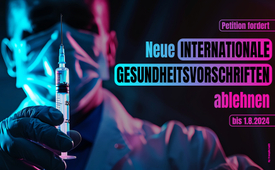 Petition fordert
Neue INTERNATIONALE
GESUNDHEITSVORSCHRIFTEN
ablehnen
bis 1.8.2024